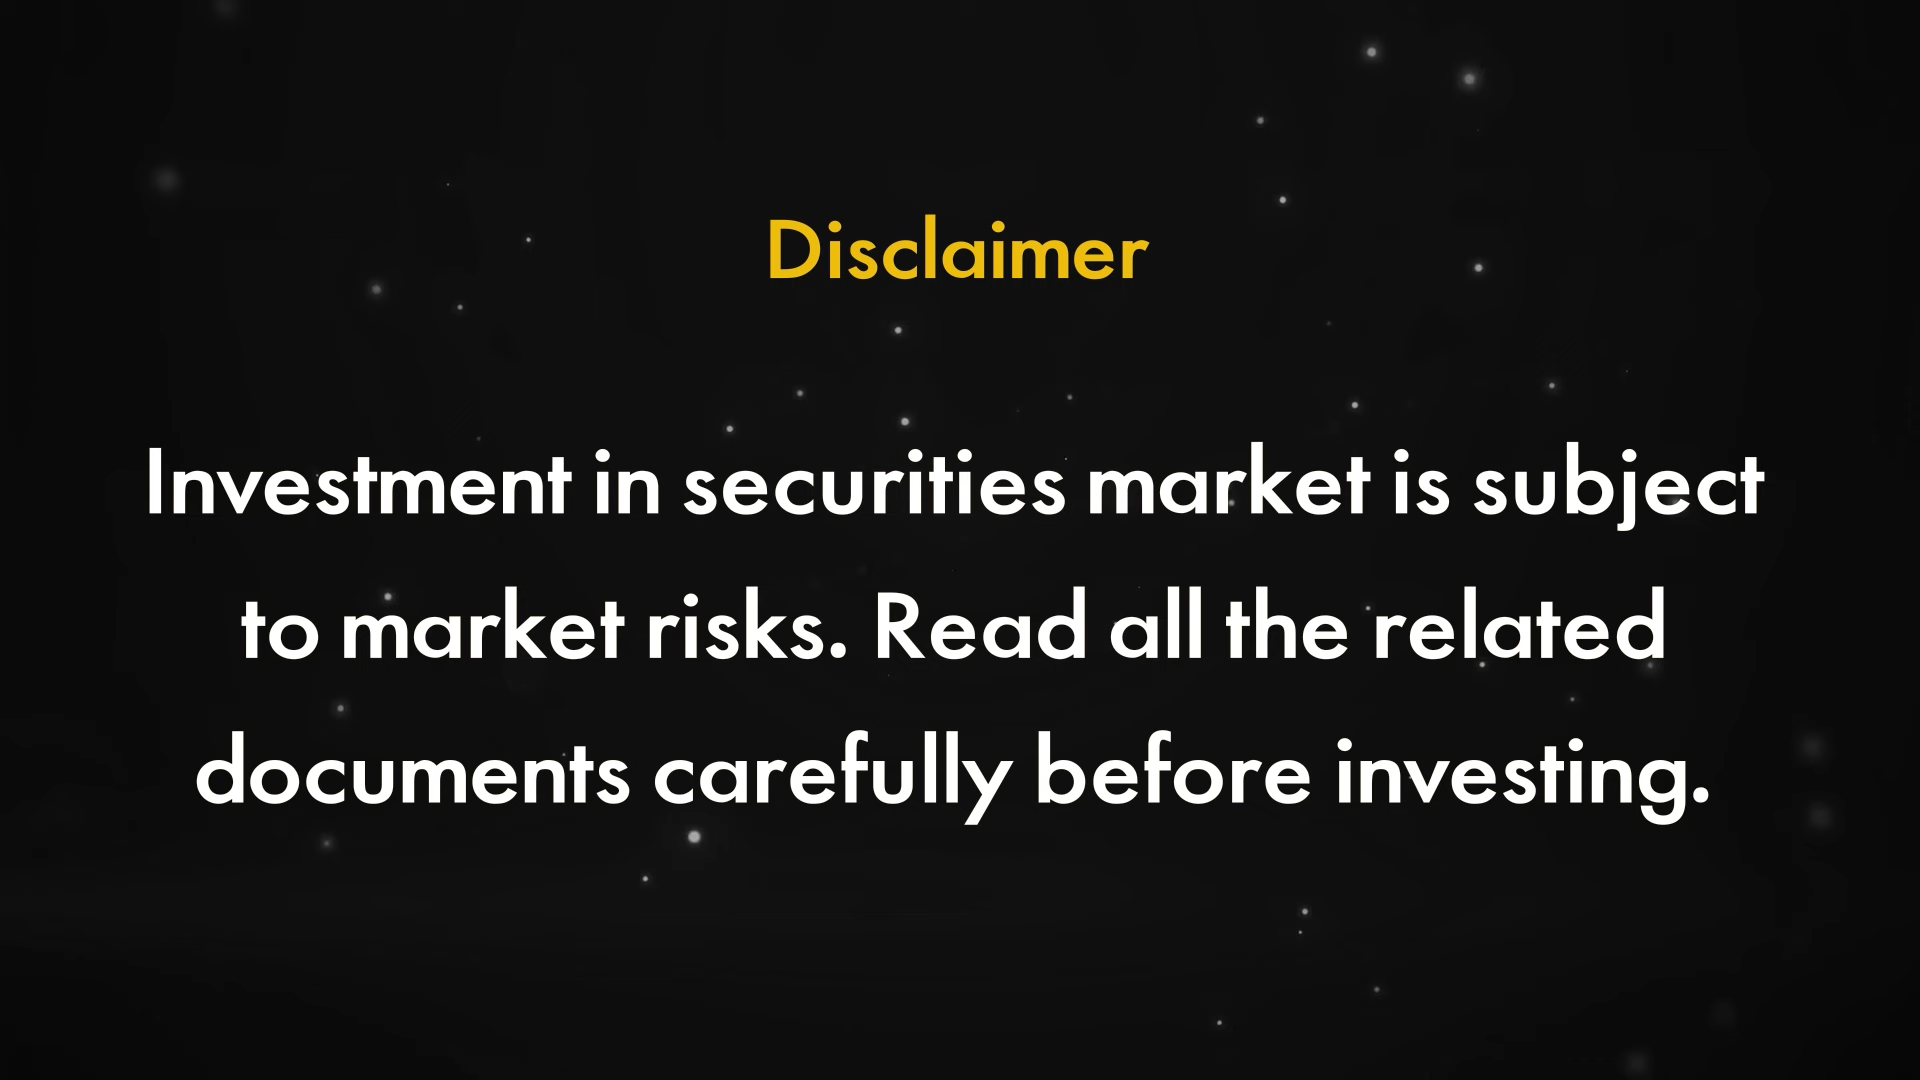 Disclaimer
Investment in securities market is subject
to market risks. Read all the related
documents carefully before investing.